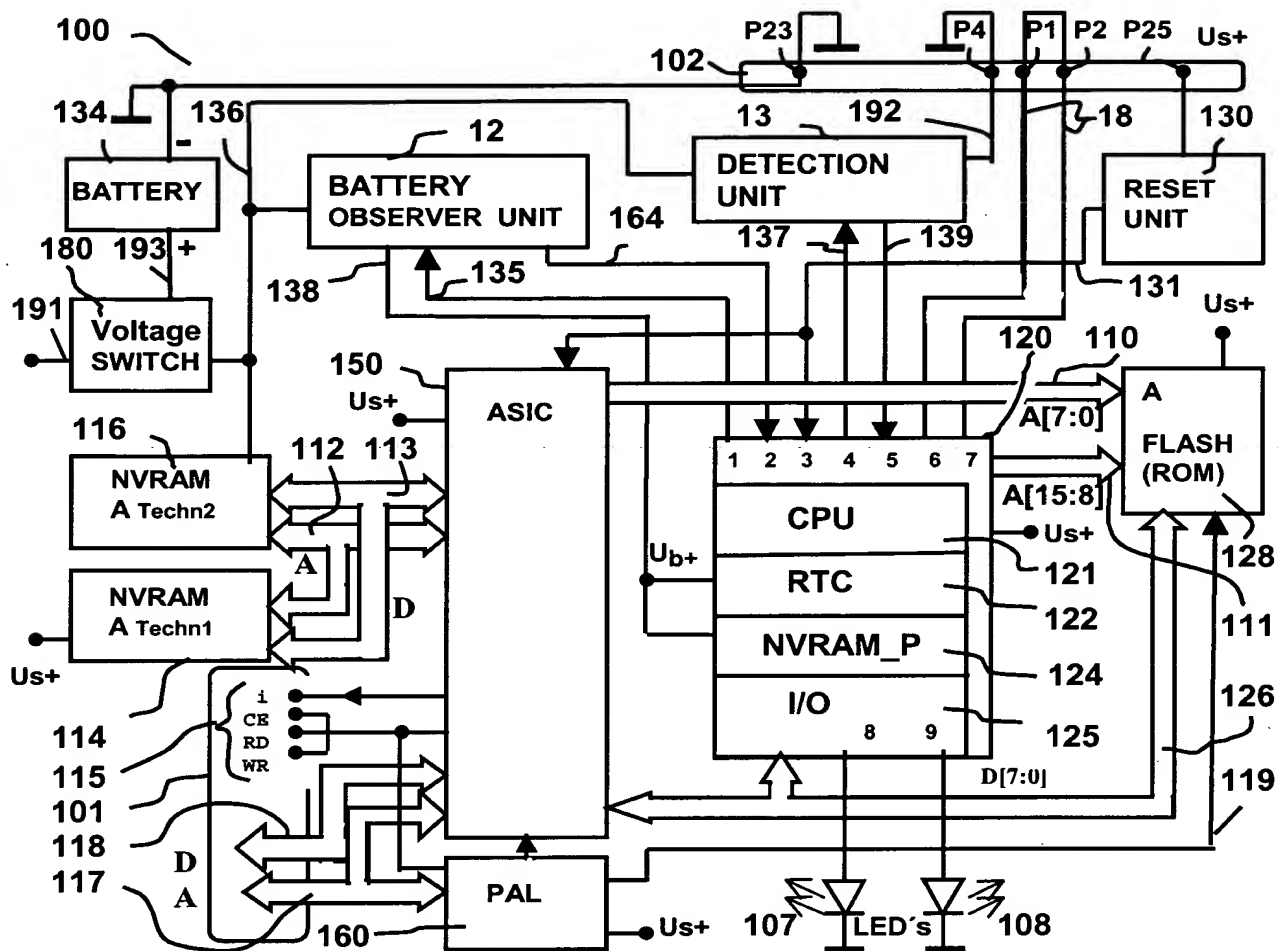 100
P23
P4
P1
P2
P25
Us+
102
134
136
12
13
192
18
130
-
BATTERY
BATTERY
OBSERVER UNIT
DETECTION
UNIT
RESET
UNIT
193
+
180
164
137
139
138
135
131
191
Voltage
SWITCH
Us+
150
120
110
Us+
ASIC
A
A[7:0]
116
112
113
FLASH
(ROM)
NVRAM
A Techn2
1 2 3 4 5 6 7
A[15:8]
CPU
Us+
128
A
Ub+
121
NVRAM
A Techn1
D
RTC
122
111
Us+
NVRAM_P
124
126
i
CE
RD
WR
I/O
8 9
125
114
115
101
D[7:0]
119
118
D
117
A
PAL
160
Us+
107
LED's
108